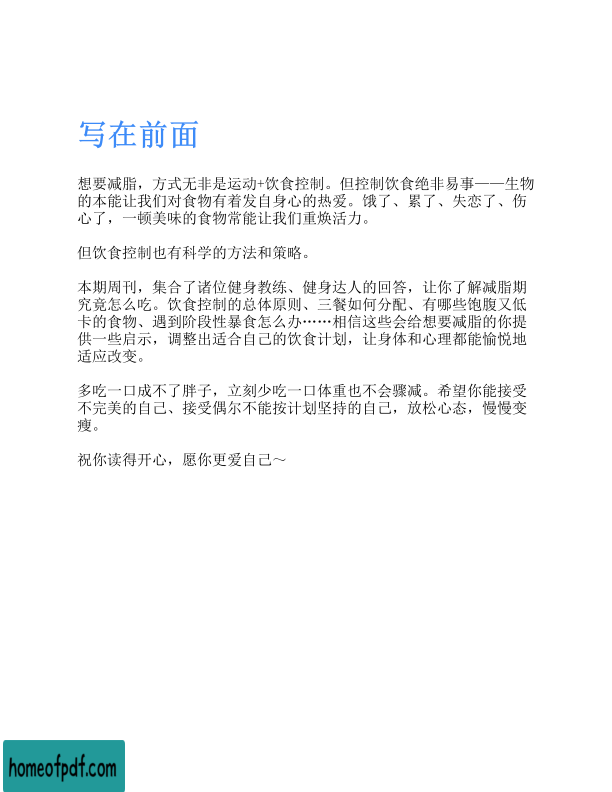 写在前面
想要减脂，方式无非是运动+饮食控制。但控制饮食绝非易事——生物
的本能让我们对食物有着发自身心的热爱。饿了、累了、失恋了、伤
心了，一顿美味的食物常能让我们重焕活力。
但饮食控制也有科学的方法和策略。
本期周刊，集合了诸位健身教练、健身达人的回答，让你了解减脂期
究竟怎么吃。饮食控制的总体原则、三餐如何分配、有哪些饱腹又低
卡的食物、遇到阶段性暴食怎么办……相信这些会给想要减脂的你提
供一些启示，调整出适合自己的饮食计划，让身体和心理都能愉悦地
适应改变。
多吃一口成不了胖子，立刻少吃一口体重也不会骤减。希望你能接受
不完美的自己、接受偶尔不能按计划坚持的自己，放松心态，慢慢变
瘦。
祝你读得开心，愿你更爱自己～
homeofpdf.com